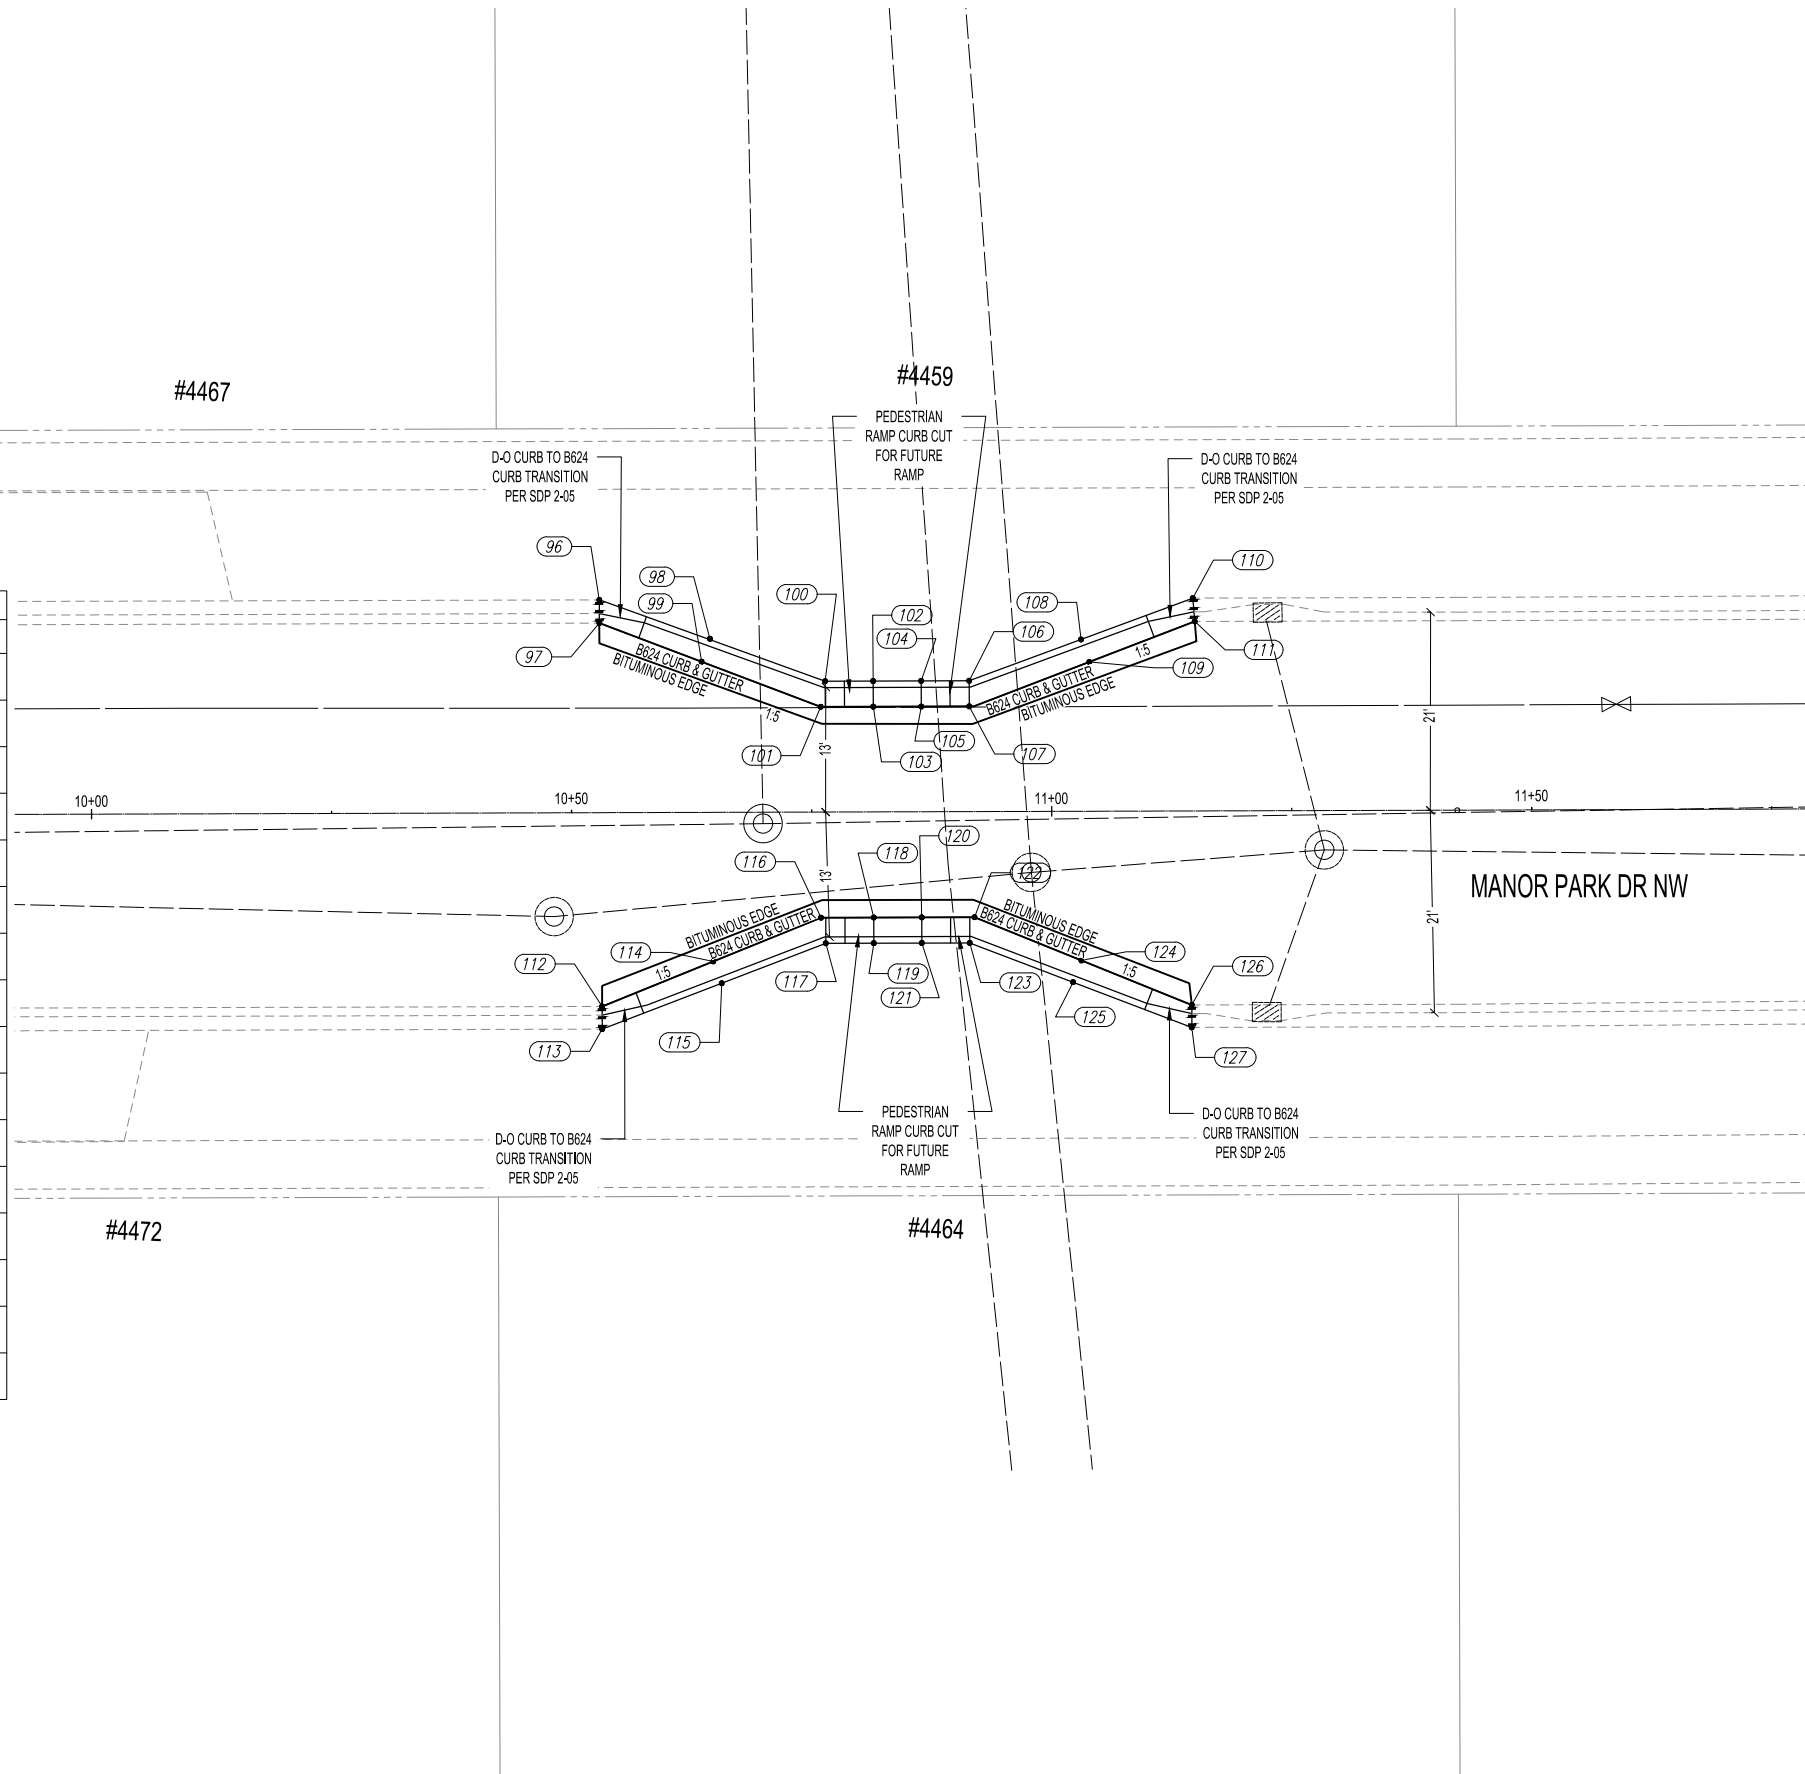 #4467
#4459
PEDESTRIAN
RAMP CURB CUT
FOR FUTURE
RAMP
D-O CURB TO B624
CURB TRANSITION
PER SDP 2-05
D-O CURB TO B624
CURB TRANSITION
PER SDP 2-05
96
98
99
100
102
104
106
108
110
97
B624 CURB & GUTTER
BITUMINOUS EDGE
1:5
101
103
105
107
B624 CURB & GUTTER
BITUMINOUS EDGE
1:5
109
111
13'
21'
10+00
10+50
11+00
11+50
13'
21'
MANOR PARK DR NW
116
118
120
122
BITUMINOUS EDGE
B624 CURB & GUTTER
1:5
114
112
BITUMINOUS EDGE
B624 CURB & GUTTER
1:5
124
126
117
119
121
123
125
113
115
127
D-O CURB TO B624
CURB TRANSITION
PER SDP 2-05
PEDESTRIAN
RAMP CURB CUT
FOR FUTURE
RAMP
D-O CURB TO B624
CURB TRANSITION
PER SDP 2-05
#4472
#4464